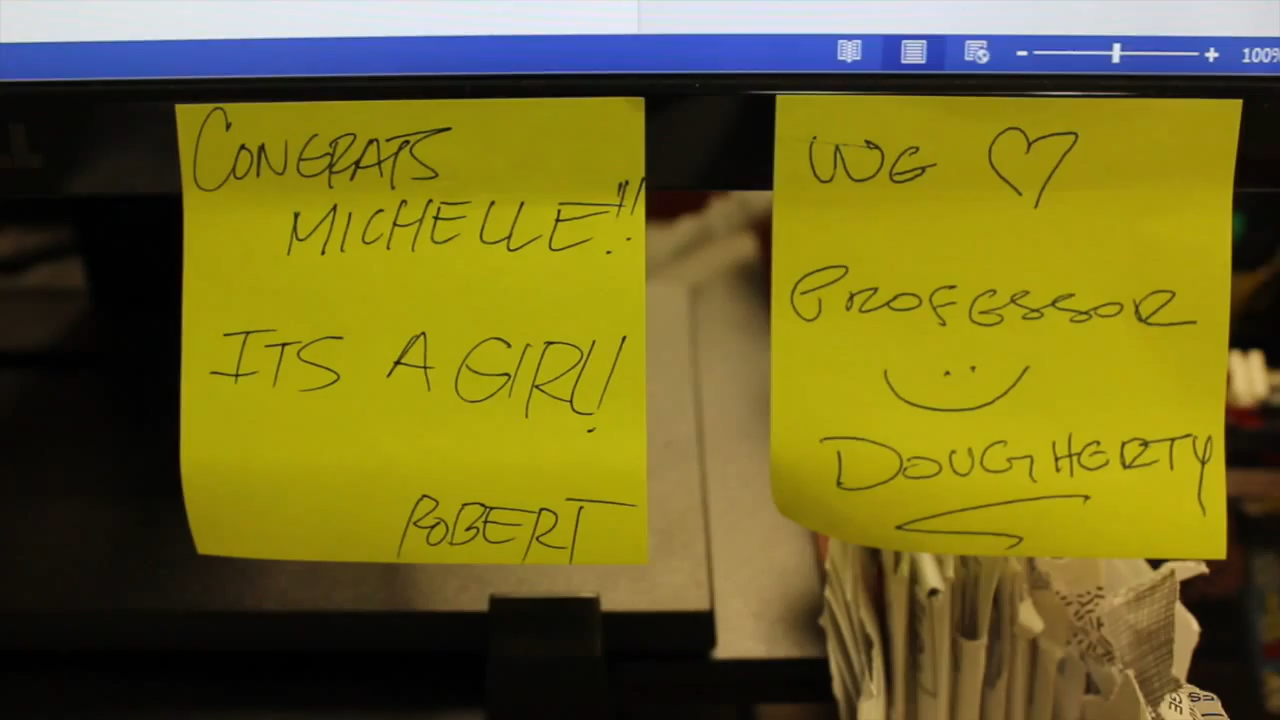 100%
CONGRATS
MICHELLE!!
ITS A GIRL!
ROBERT
WE ♡
PROFESSOR
DOUGHERTY